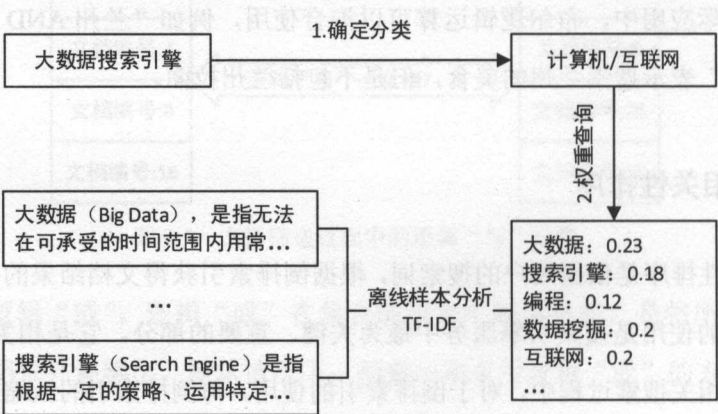 1.确定分类
大数据搜索引擎
计算机/互联网
2.权重查询
大数据（Big Data），是指无法
在可承受的时间范围内用常...
...
搜索引擎（Search Engine）是指
根据一定的策略、运用特定...
离线样本分析
TF-IDF
大数据：0.23
搜索引擎：0.18
编程：0.12
数据挖掘：0.2
互联网：0.2